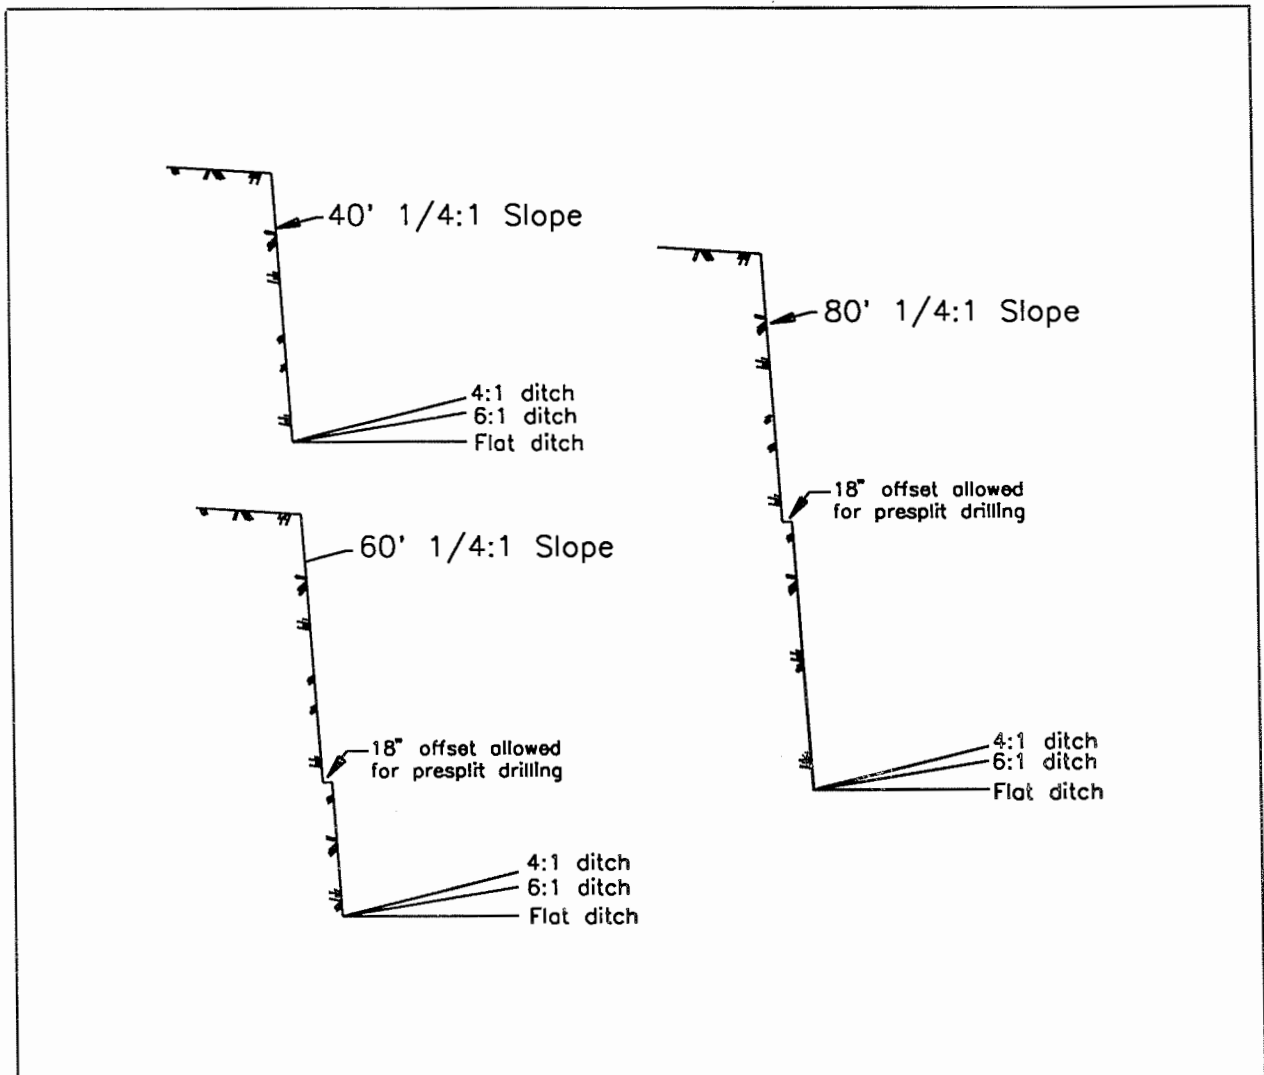 40' 1/4:1 Slope
4:1 ditch
6:1 ditch
Flat ditch
60' 1/4:1 Slope
18" offset allowed
for presplit drilling
4:1 ditch
6:1 ditch
Flat ditch
80' 1/4:1 Slope
18" offset allowed
for presplit drilling
4:1 ditch
6:1 ditch
Flat ditch